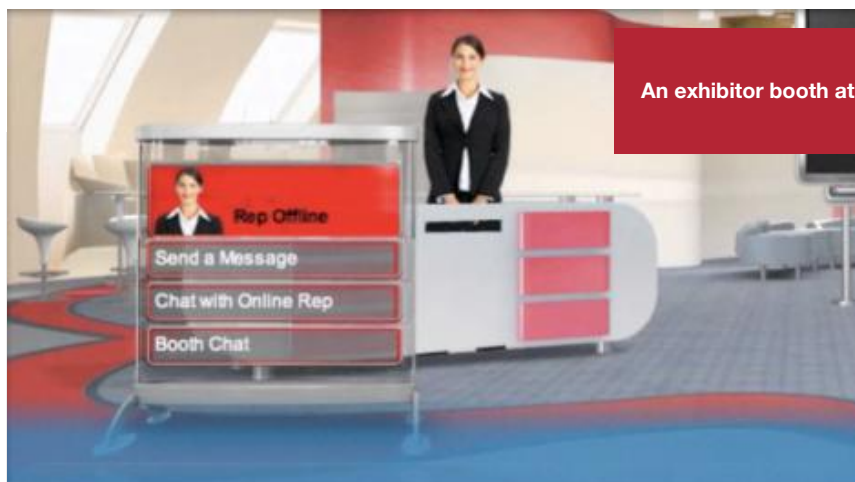 An exhibitor booth at
Rep Offline
Send a Message
Chat with Online Rep
Booth Chat